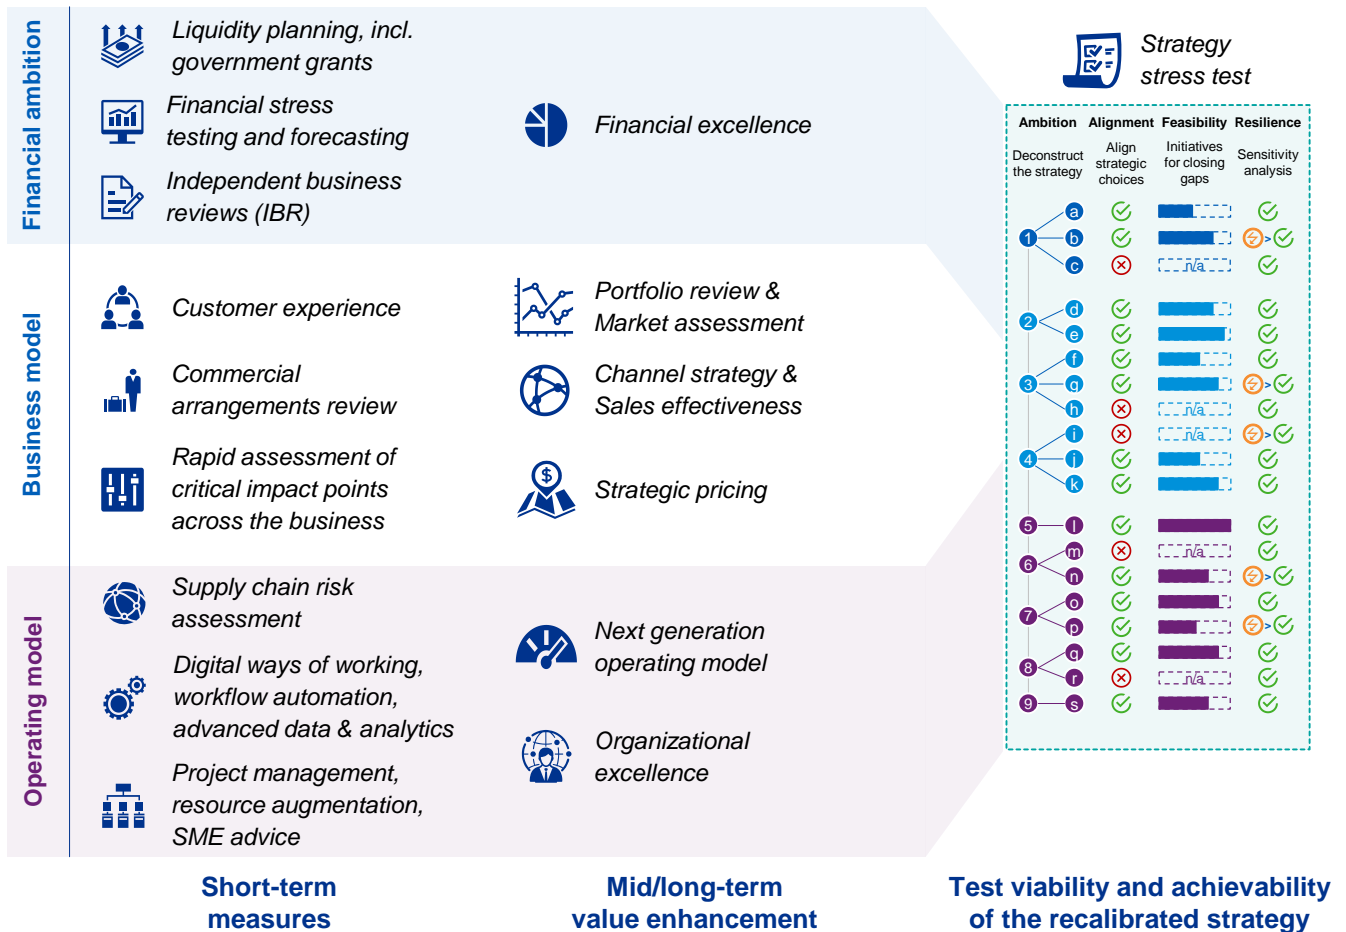 Financial ambition
Liquidity planning, incl.
government grants
Financial stress
testing and forecasting
Independent business
reviews (IBR)
Financial excellence
Business model
Customer experience
Commercial
arrangements review
Rapid assessment of
critical impact points
across the business
Portfolio review &
Market assessment
Channel strategy &
Sales effectiveness
$
Strategic pricing
Operating model
Supply chain risk
assessment
Digital ways of working,
workflow automation,
advanced data & analytics
Project management,
resource augmentation,
SME advice
Next generation
operating model
Organizational
excellence
Strategy
stress test
Ambition Alignment Feasibility Resilience
Deconstruct
the strategy
Align
strategic
choices
Initiatives
for closing
gaps
Sensitivity
analysis
a
1 b >
c n/a
d
2
e
f
3 g >
h n/a
i n/a >
4 j
k
5 l
m n/a
6
n >
o
7
p >
q
8
r n/a
9 s
Short-term
measures
Mid/long-term
value enhancement
Test viability and achievability
of the recalibrated strategy